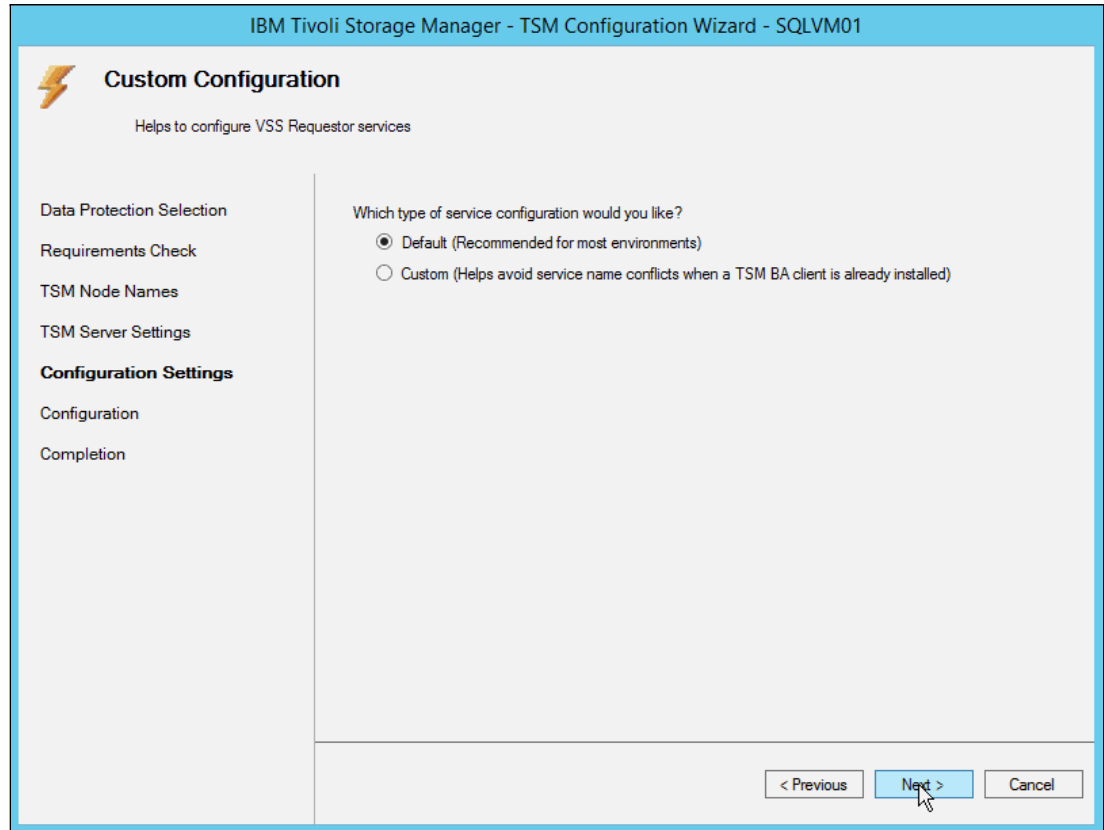 IBM Tivoli Storage Manager - TSM Configuration Wizard - SQLVM01
Custom Configuration
Helps to configure VSS Requestor services
Data Protection Selection
Requirements Check
TSM Node Names
TSM Server Settings
Configuration Settings
Configuration
Completion
Which type of service configuration would you like?
Default (Recommended for most environments)
Custom (Helps avoid service name conflicts when a TSM BA client is already installed)
< Previous
Next >
Cancel